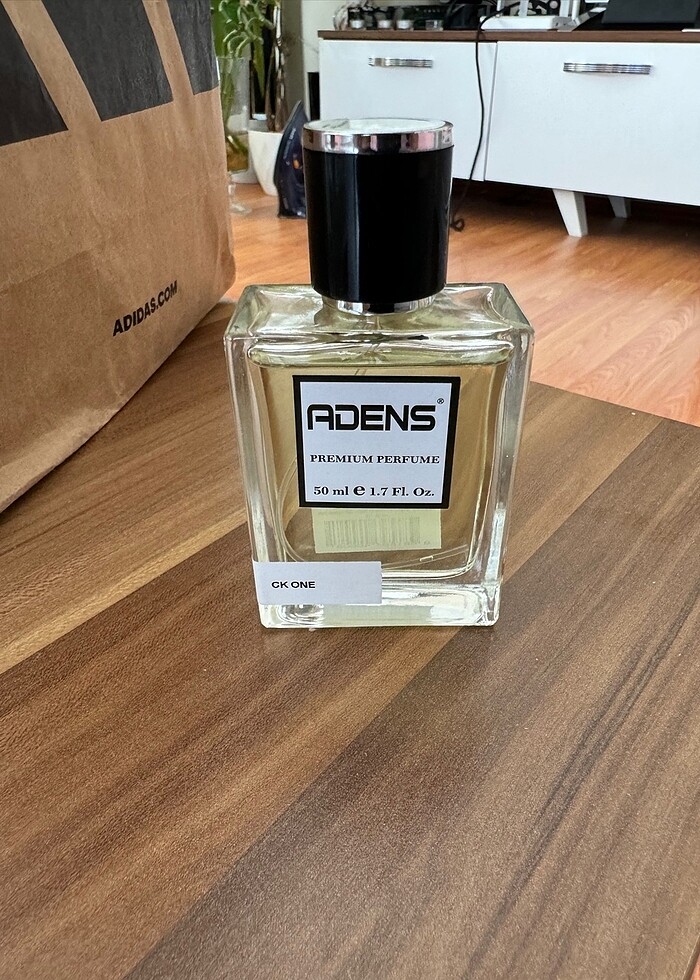 ADIDAS.COM
ADENS®
PREMIUM PERFUME
50 ml e 1.7 Fl. Oz.
CK ONE